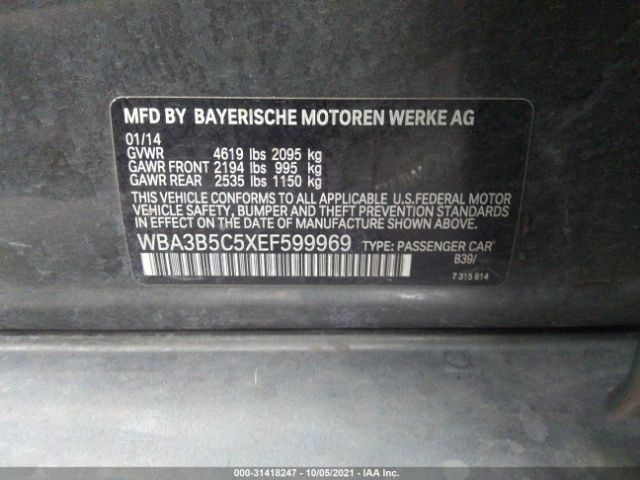 MFD BY BAYERISCHE MOTOREN WERKE AG
01/14
GVWR 4619 lbs 2095 kg
GAWR FRONT 2194 lbs 995 kg
GAWR REAR 2535 lbs 1150 kg
THIS VEHICLE CONFORMS TO ALL APPLICABLE U.S.FEDERAL MOTOR
VEHICLE SAFETY, BUMPER AND THEFT PREVENTION STANDARDS
IN EFFECT ON THE DATE OF MANUFACTURE SHOWN ABOVE.
WBA3B5C5XEF599969 TYPE: PASSENGER CAR
B39/
7 315 814
000-31418247 - 10/05/2021 - IAA Inc.